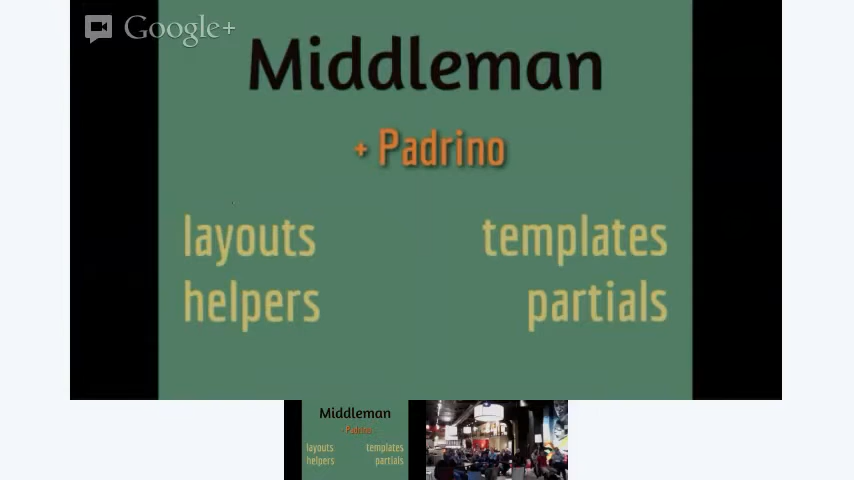 Google+
Middleman
+ Padrino
layouts templates
helpers partials
Middleman
+ Padrino
layouts templates
helpers partials